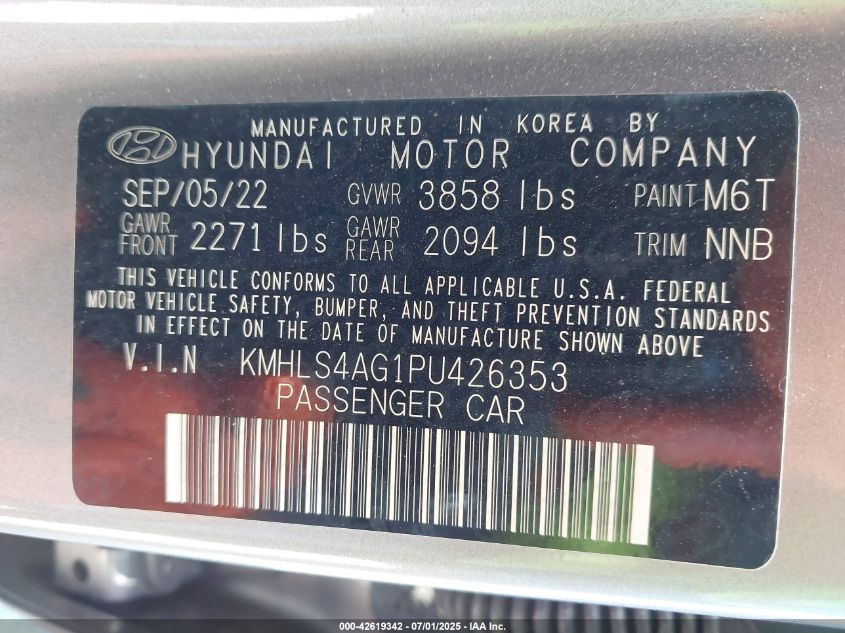 MANUFACTURED IN KOREA BY
HYUNDAI MOTOR COMPANY
SEP/05/22 GVWR 3858 lbs PAINT M6T
GAWR FRONT 2271 lbs GAWR REAR 2094 lbs TRIM NNB
THIS VEHICLE CONFORMS TO ALL APPLICABLE U.S.A. FEDERAL
MOTOR VEHICLE SAFETY, BUMPER, AND THEFT PREVENTION STANDARDS
IN EFFECT ON THE DATE OF MANUFACTURE SHOWN ABOVE
V.I.N KMHLS4AG1PU426353
PASSENGER CAR
000-42619342 - 07/01/2025 - IAA Inc.